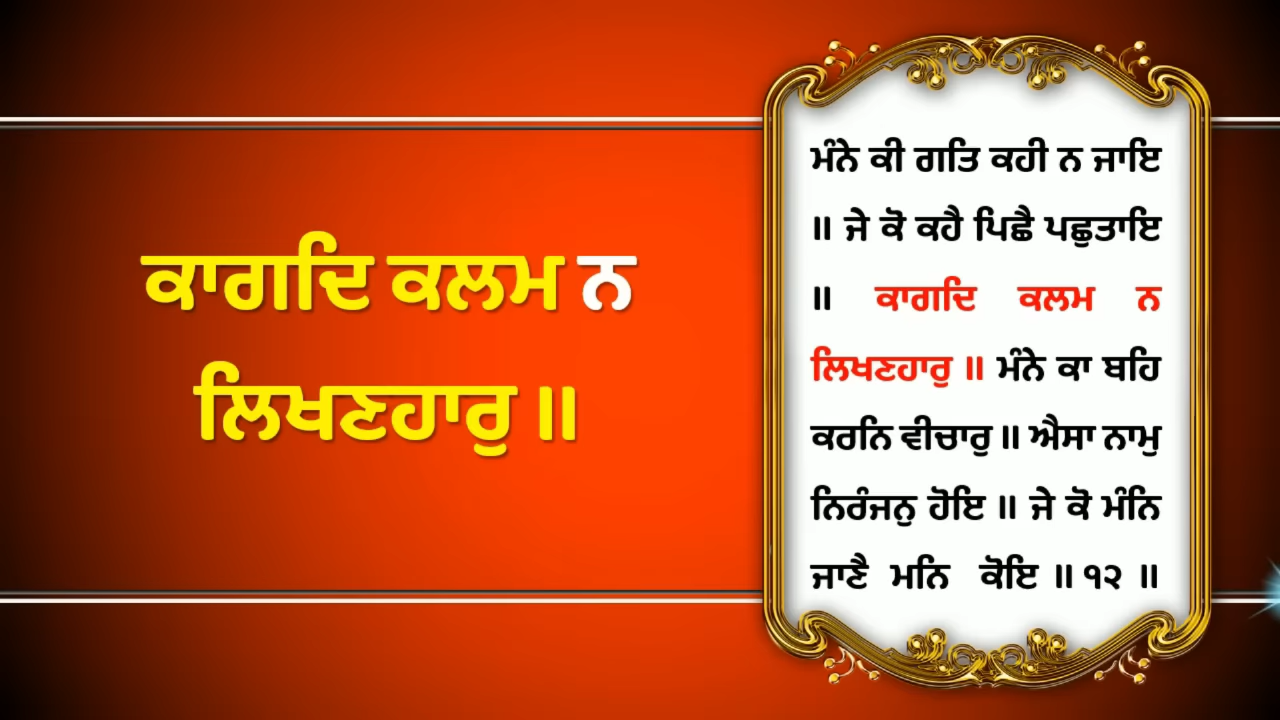 ਕਾਗਦਿ ਕਲਮ ਨ
ਲਿਖਣਹਾਰੁ ॥
ਮੰਨੇ ਕੀ ਗਤਿ ਕਹੀ ਨ ਜਾਇ
॥ ਜੇ ਕੋ ਕਹੈ ਪਿਛੈ ਪਛੁਤਾਇ
॥ ਕਾਗਦਿ ਕਲਮ ਨ
ਲਿਖਣਹਾਰੁ ॥ ਮੰਨੇ ਕਾ ਬਹਿ
ਕਰਨਿ ਵੀਚਾਰੁ ॥ ਐਸਾ ਨਾਮੁ
ਨਿਰੰਜਨੁ ਹੋਇ ॥ ਜੇ ਕੋ ਮੰਨਿ
ਜਾਣੈ ਮਨਿ ਕੋਇ ॥ ੧੨ ॥